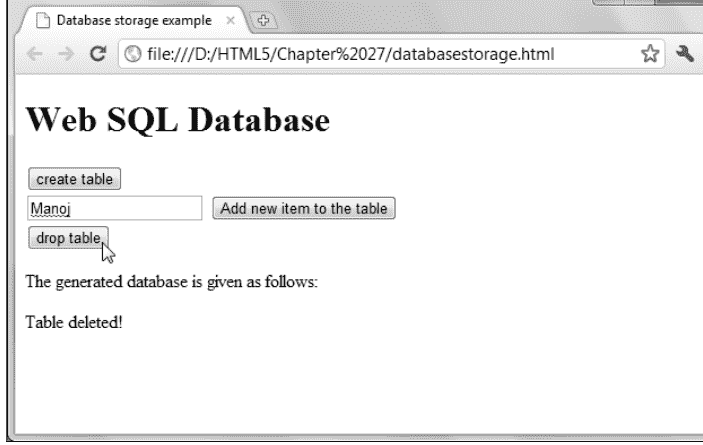 Database storage example
file:///D:/HTML5/Chapter%2027/databasestorage.html
Web SQL Database
create table
Manoj Add new item to the table
drop table
The generated database is given as follows:
Table deleted!